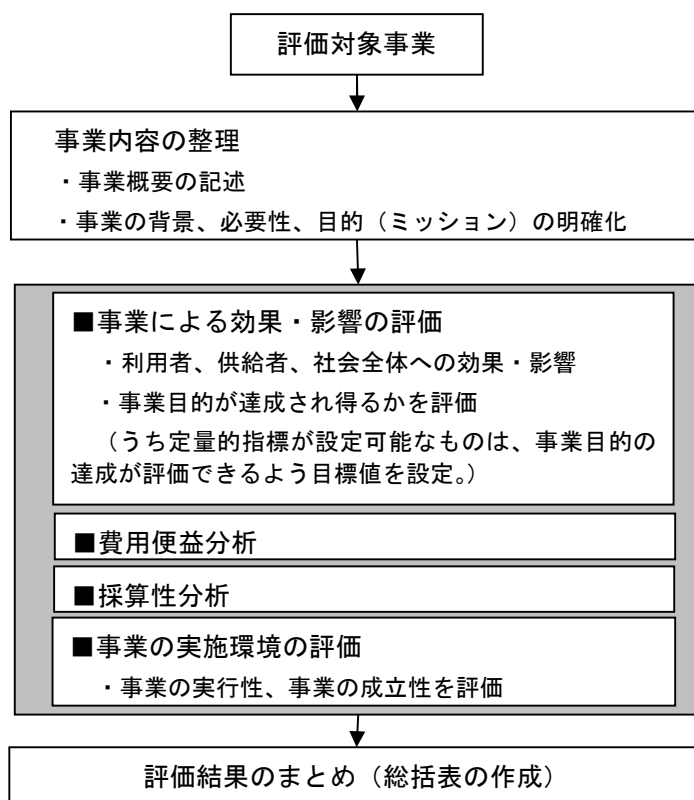 評価対象事業
事業内容の整理
・事業概要の記述
・事業の背景、必要性、目的（ミッション）の明確化
■事業による効果・影響の評価
・利用者、供給者、社会全体への効果・影響
・事業目的が達成され得るかを評価
（うち定量的指標が設定可能なものは、事業目的の
達成が評価できるよう目標値を設定。）
■費用便益分析
■採算性分析
■事業の実施環境の評価
・事業の実行性、事業の成立性を評価
評価結果のまとめ（総括表の作成）